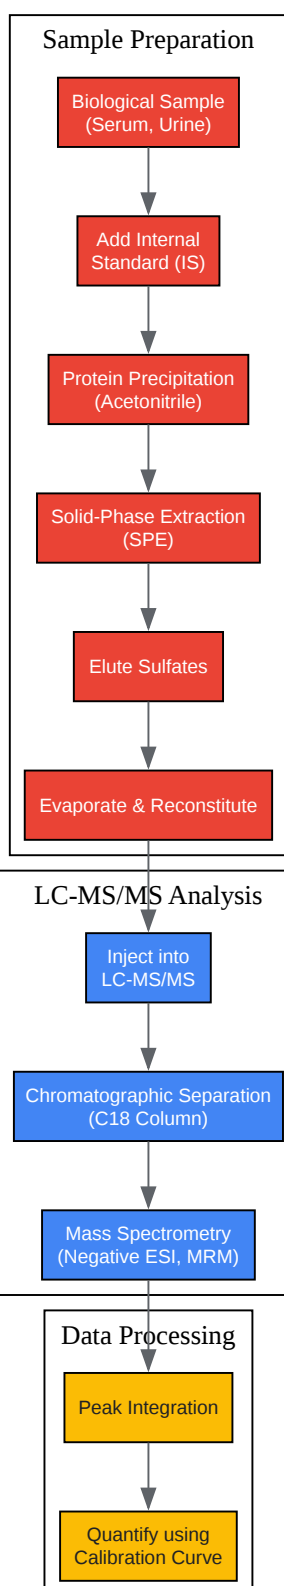 Sample Preparation
Biological Sample
(Serum, Urine)
Add Internal
Standard (IS)
Protein Precipitation
(Acetonitrile)
Solid-Phase Extraction
(SPE)
Elute Sulfates
Evaporate & Reconstitute
LC-MS/MS Analysis
Inject into
LC-MS/MS
Chromatographic Separation
(C18 Column)
Mass Spectrometry
(Negative ESI, MRM)
Data Processing
Peak Integration
Quantify using
Calibration Curve